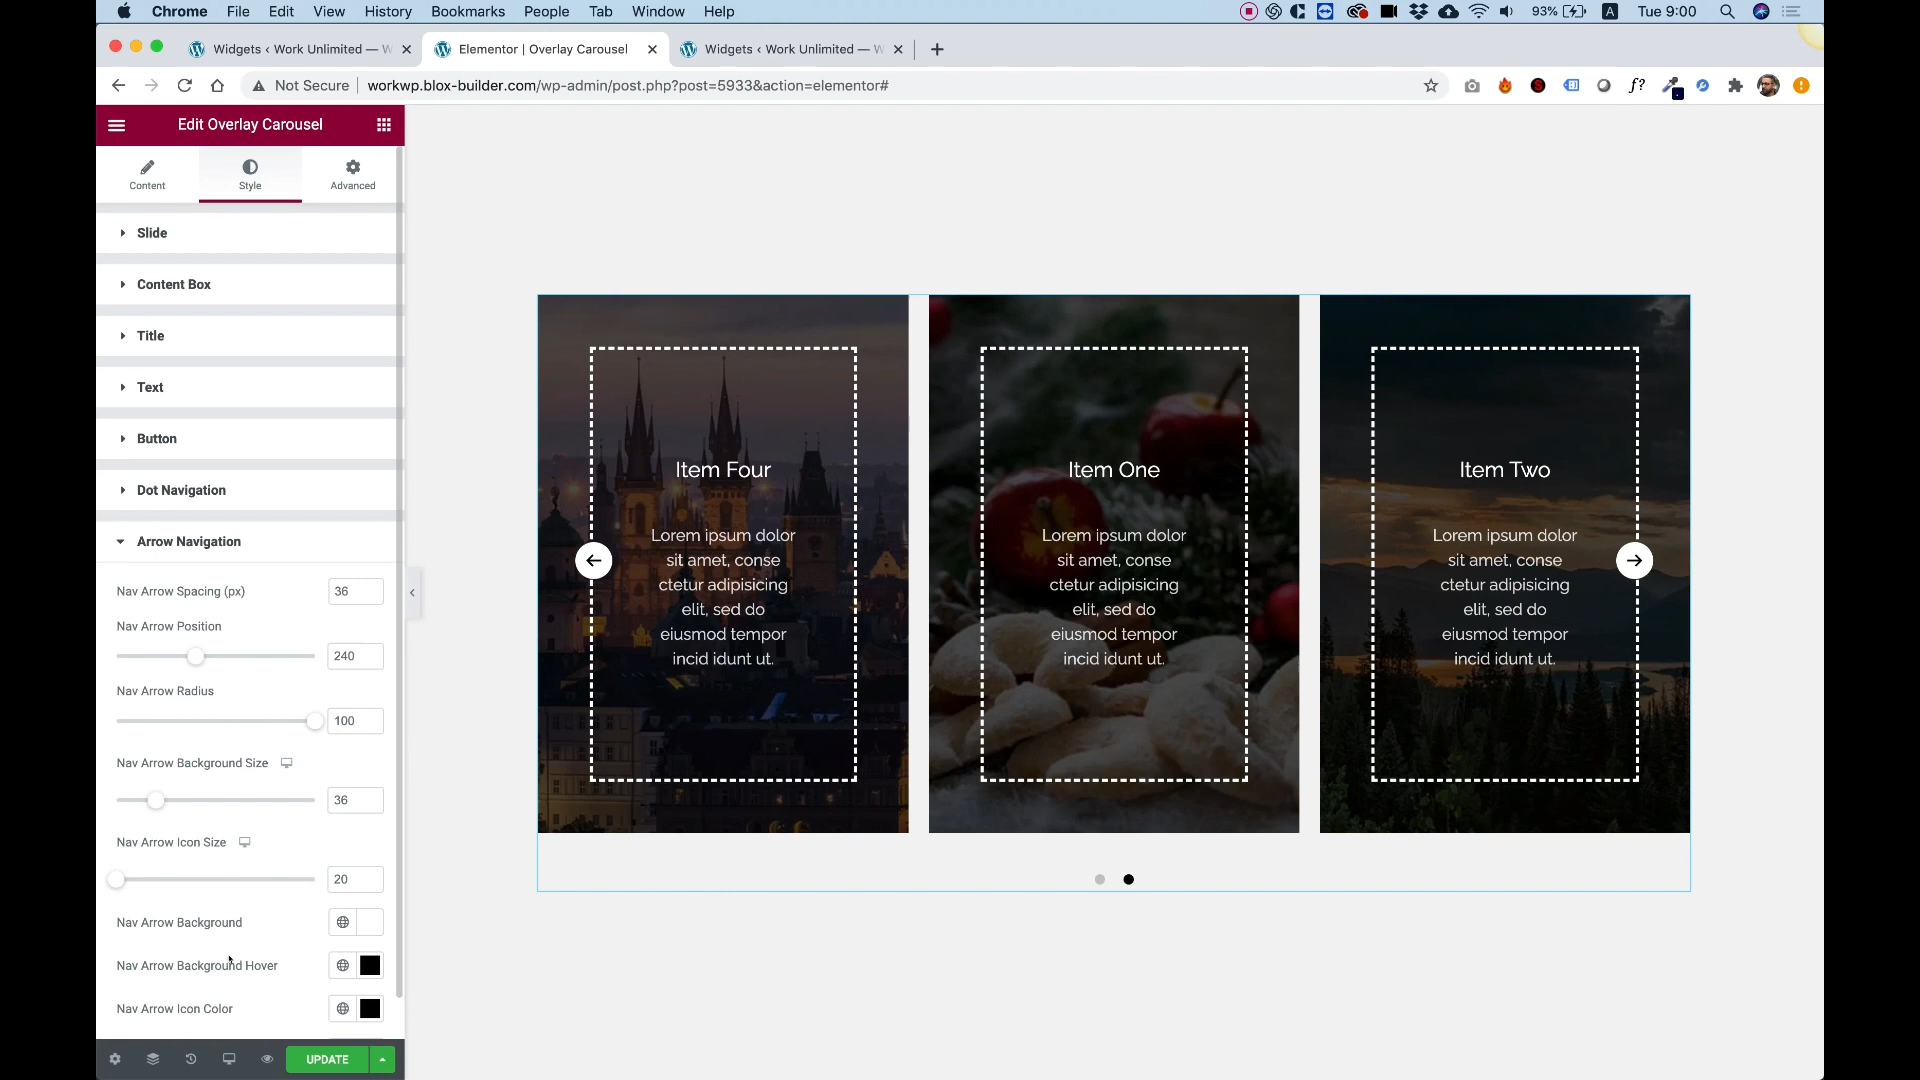 Chrome File Edit View History Bookmarks People Tab Window Help 93% A Tue 9:00
Widgets ‹ Work Unlimited — W Elementor | Overlay Carousel Widgets ‹ Work Unlimited — W
Not Secure workwp.blox-builder.com/wp-admin/post.php?post=5933&action=elementor# f?
Edit Overlay Carousel
Content Style Advanced
Slide
Content Box
Title
Text
Button
Dot Navigation
Arrow Navigation
Nav Arrow Spacing (px) 36
Nav Arrow Position
240
Nav Arrow Radius
100
Nav Arrow Background Size
36
Nav Arrow Icon Size
20
Nav Arrow Background
Nav Arrow Background Hover
Nav Arrow Icon Color
UPDATE
Item Four
Lorem ipsum dolor
sit amet, conse
ctetur adipisicing
elit, sed do
eiusmod tempor
incid idunt ut.
Item One
Lorem ipsum dolor
sit amet, conse
ctetur adipisicing
elit, sed do
eiusmod tempor
incid idunt ut.
Item Two
Lorem ipsum dolor
sit amet, conse
ctetur adipisicing
elit, sed do
eiusmod tempor
incid idunt ut.